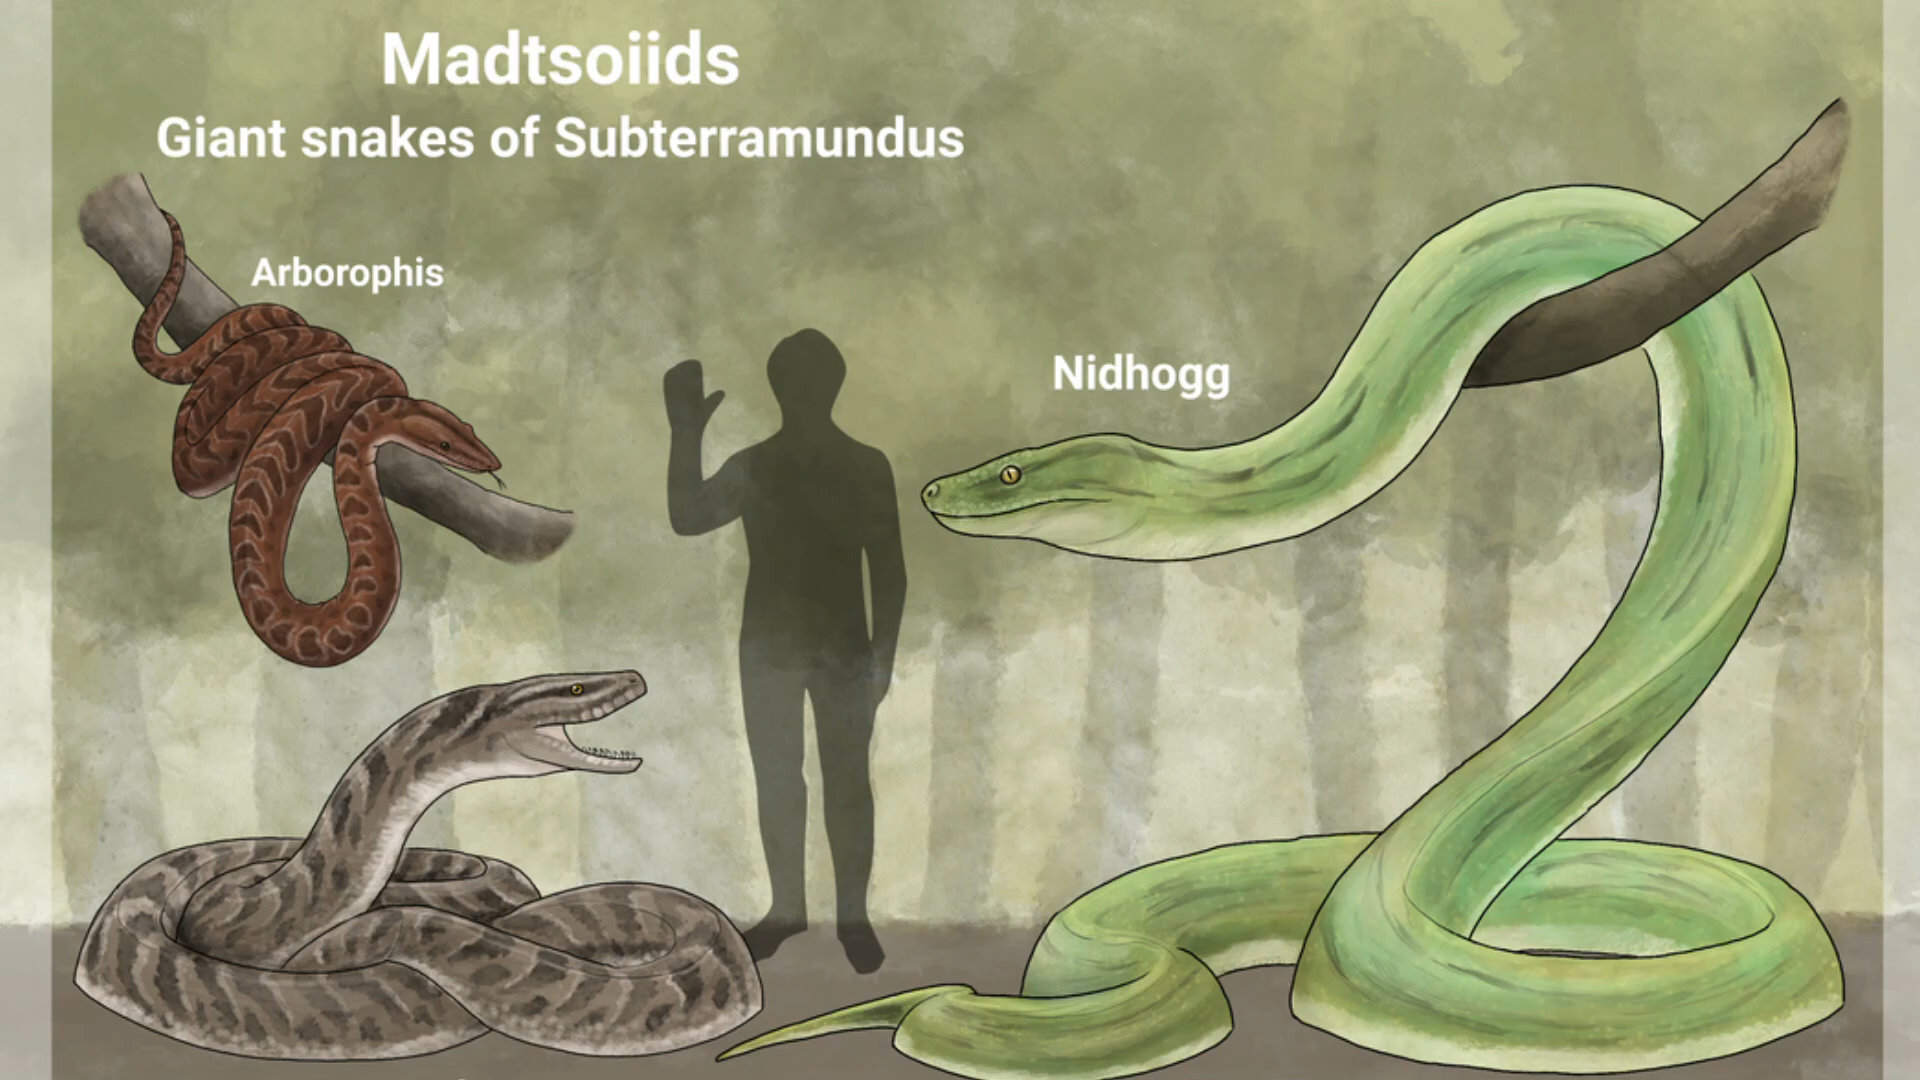 Madtsoiids
Giant snakes of Subterramundus
Arborophis
Nidhogg